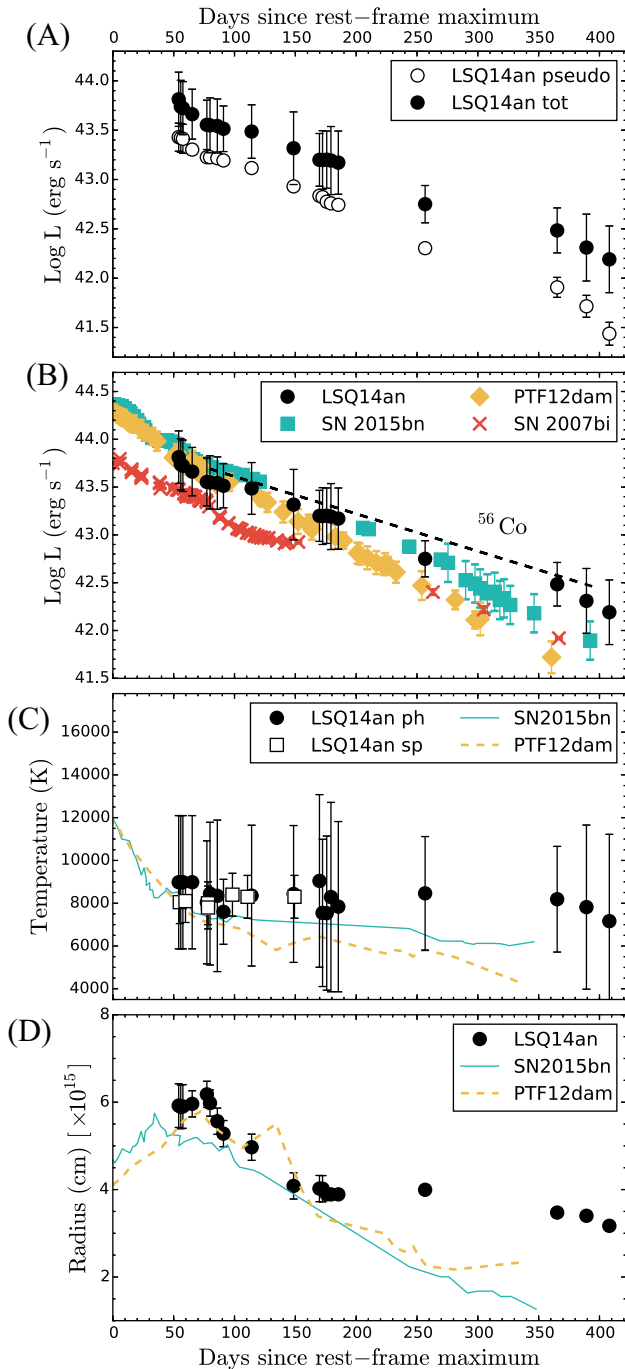 Days since rest−frame maximum
0 50 100 150 200 250 300 350 400
(A)
LSQ14an pseudo
LSQ14an tot
44.0
43.5
43.0
42.5
42.0
41.5
Log L (erg s⁻¹)
(B)
LSQ14an
SN 2015bn
PTF12dam
SN 2007bi
⁵⁶Co
44.5
44.0
43.5
43.0
42.5
42.0
41.5
Log L (erg s⁻¹)
(C)
LSQ14an ph
LSQ14an sp
SN2015bn
PTF12dam
16000
14000
12000
10000
8000
6000
4000
Temperature (K)
(D)
LSQ14an
SN2015bn
PTF12dam
8
6
4
2
Radius (cm) [ ×10¹⁵]
0 50 100 150 200 250 300 350 400
Days since rest−frame maximum